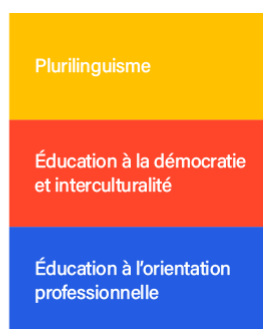 Plurilinguisme
Éducation à la démocratie
et interculturalité
Éducation à l'orientation
professionnelle